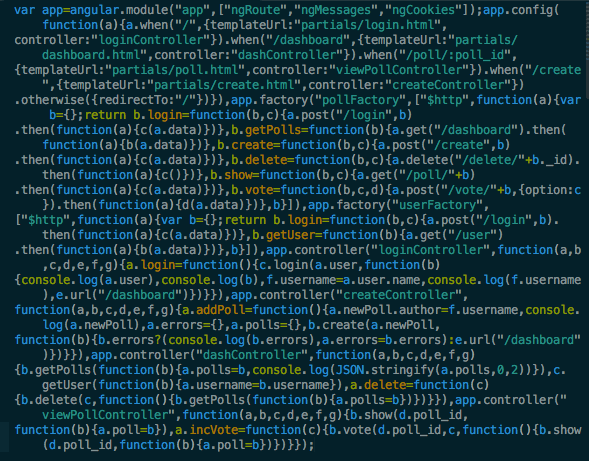 var app=angular.module("app",["ngRoute","ngMessages","ngCookies"]);app.config(
function(a){a.when("/",{templateUrl:"partials/login.html",
controller:"loginController"}).when("/dashboard",{templateUrl:"partials/
dashboard.html",controller:"dashController"}).when("/poll/:poll_id",
{templateUrl:"partials/poll.html",controller:"viewPollController"}).when("/create
",{templateUrl:"partials/create.html",controller:"createController"})
.otherwise({redirectTo:"/"})}),app.factory("pollFactory",["$http",function(a){var
b={};return b.login=function(b,c){a.post("/login",b)
.then(function(a){c(a.data)})},b.getPolls=function(b){a.get("/dashboard").then(
function(a){b(a.data)})},b.create=function(b,c){a.post("/create",b)
.then(function(a){c(a.data)})},b.delete=function(b,c){a.delete("/delete/"+b._id).
then(function(a){c()})},b.show=function(b,c){a.get("/poll/"+b)
.then(function(a){c(a.data)})},b.vote=function(b,c,d){a.post("/vote/"+b,{option:c
}).then(function(a){d(a.data)})},b}]),app.factory("userFactory",
["$http",function(a){var b={};return b.login=function(b,c){a.post("/login",b).
then(function(a){c(a.data)})},b.getUser=function(b){a.get("/user")
.then(function(a){b(a.data)})},b}]),app.controller("loginController",function(a,b
,c,d,e,f,g){a.login=function(){c.login(a.user,function(b)
{console.log(a.user),console.log(b),f.username=a.user.name,console.log(f.username
),e.url("/dashboard")})}}),app.controller("createController",
function(a,b,c,d,e,f,g){a.addPoll=function(){a.newPoll.author=f.username,console.
log(a.newPoll),a.errors={},a.polls={},b.create(a.newPoll,
function(b){b.errors?(console.log(b.errors),a.errors=b.errors):e.url("/dashboard"
)})}}),app.controller("dashController",function(a,b,c,d,e,f,g)
{b.getPolls(function(b){a.polls=b,console.log(JSON.stringify(a.polls,0,2))}),c.
getUser(function(b){a.username=b.username}),a.delete=function(c)
{b.delete(c,function(){b.getPolls(function(b){a.polls=b})})}}),app.controller("
viewPollController",function(a,b,c,d,e,f,g){b.show(d.poll_id,
function(b){a.poll=b}),a.incVote=function(c){b.vote(d.poll_id,c,function(){b.show
(d.poll_id,function(b){a.poll=b})})}});